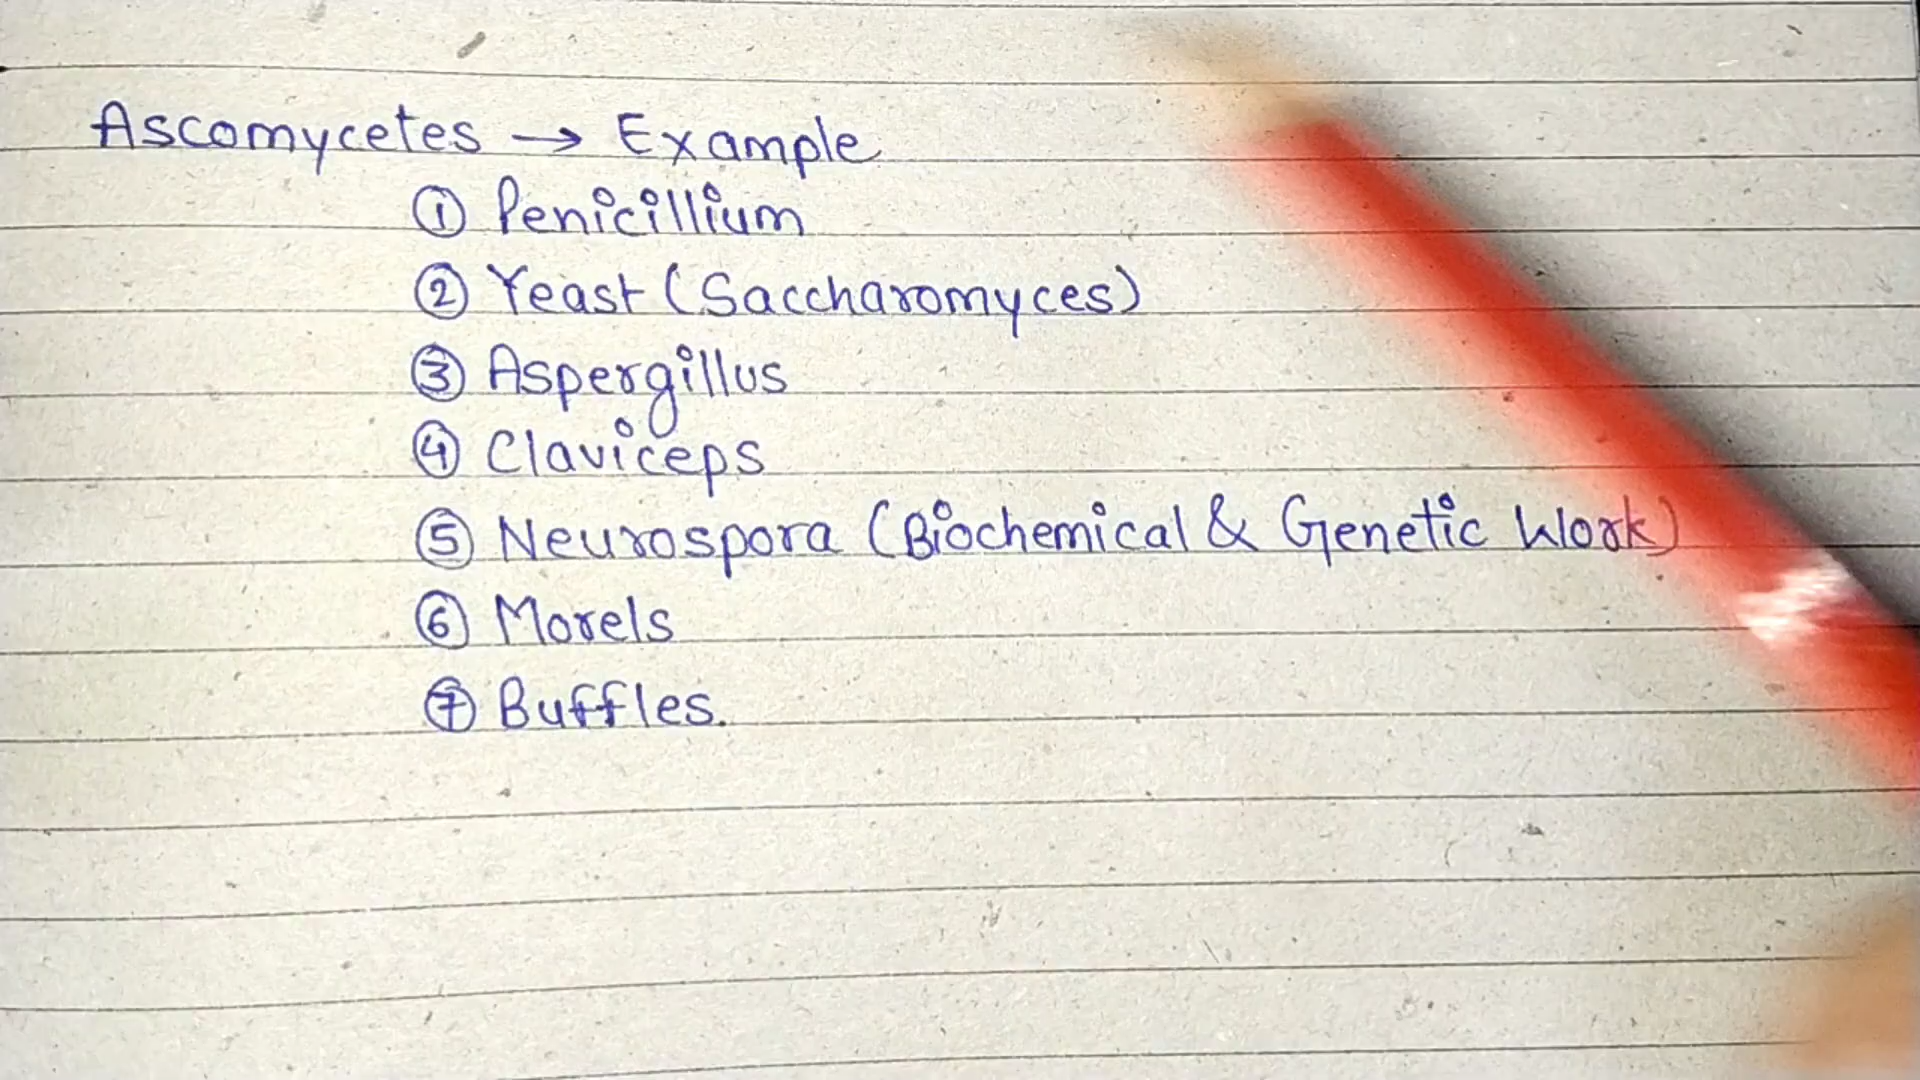 Ascomycetes → Example
① Penicillium
② Yeast (Saccharomyces)
③ Aspergillus
④ Claviceps
⑤ Neurospora (Biochemical & Genetic Work)
⑥ Morels
⑦ Buffles.